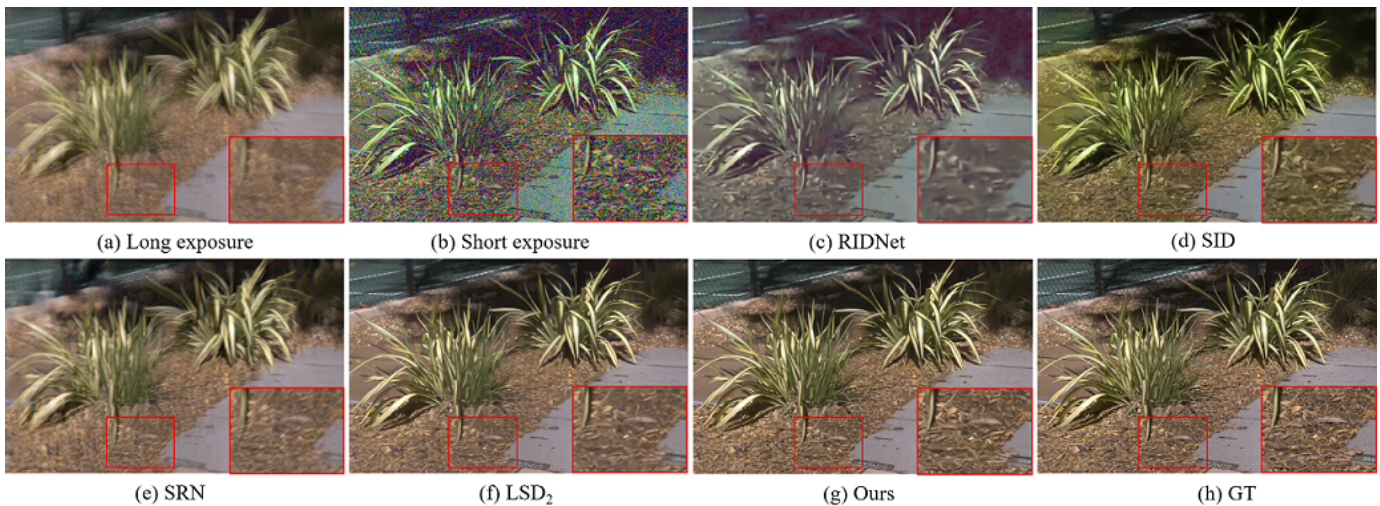 (a) Long exposure
(b) Short exposure
(c) RIDNet
(d) SID
(e) SRN
(f) LSD₂
(g) Ours
(h) GT